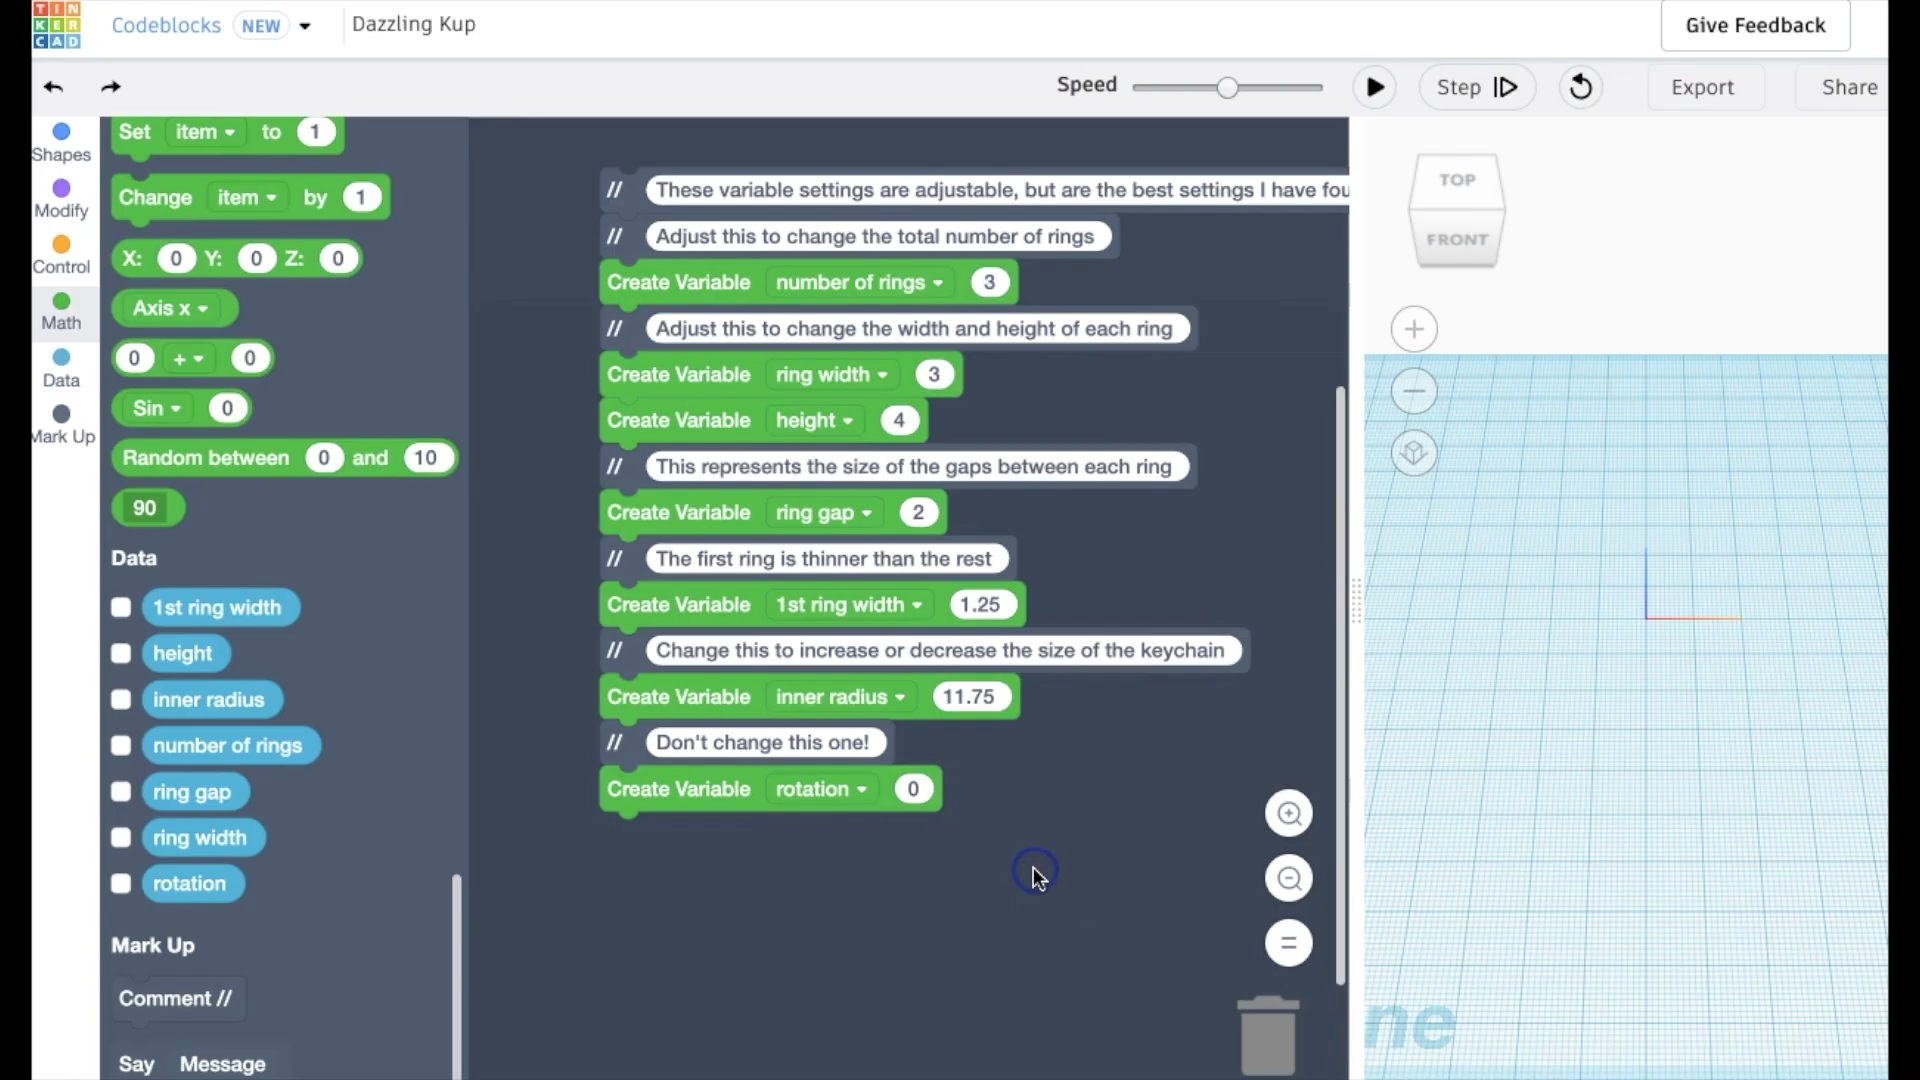 TIN
KER
CAD
Codeblocks NEW
Dazzling Kup
Give Feedback
Speed
Step
Export
Share
Shapes
Modify
Control
Math
Data
Mark Up
Set item to 1
Change item by 1
X: 0 Y: 0 Z: 0
Axis x
0 + 0
Sin 0
Random between 0 and 10
90
Data
1st ring width
height
inner radius
number of rings
ring gap
ring width
rotation
Mark Up
Comment //
Say Message
// These variable settings are adjustable, but are the best settings I have fou
// Adjust this to change the total number of rings
Create Variable number of rings 3
// Adjust this to change the width and height of each ring
Create Variable ring width 3
Create Variable height 4
// This represents the size of the gaps between each ring
Create Variable ring gap 2
// The first ring is thinner than the rest
Create Variable 1st ring width 1.25
// Change this to increase or decrease the size of the keychain
Create Variable inner radius 11.75
// Don't change this one!
Create Variable rotation 0
TOP
FRONT
ne